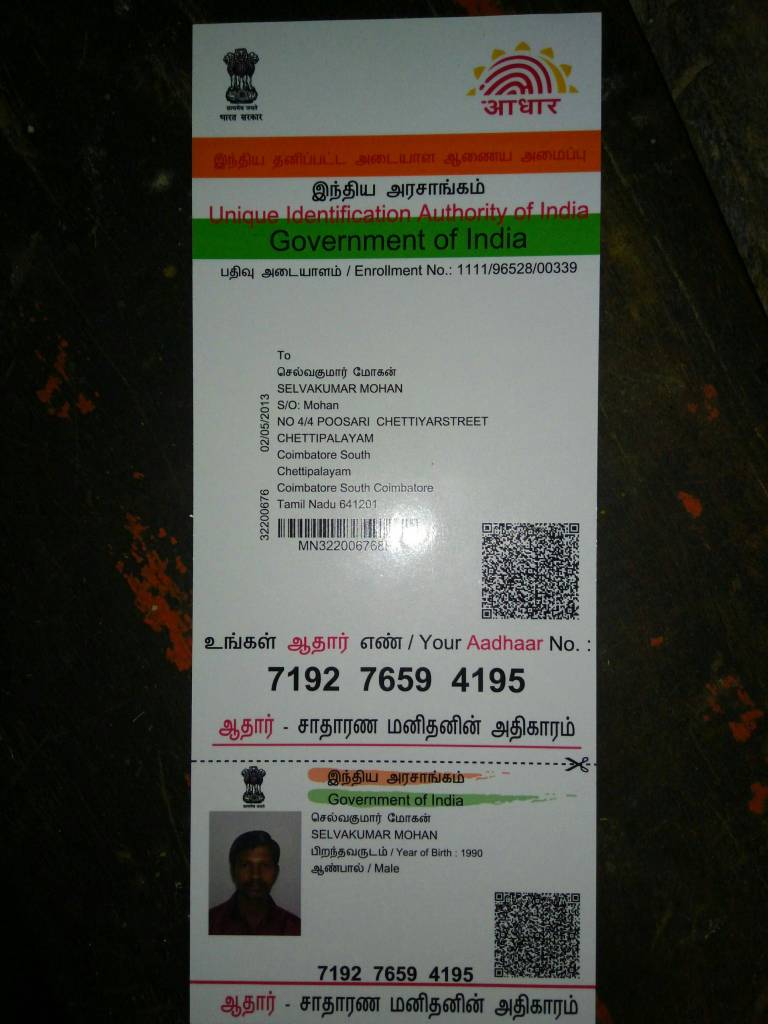 भारत सरकार
आधार
இந்திய தனிப்பட்ட அடையாள ஆணைய அமைப்பு
இந்திய அரசாங்கம்
Unique Identification Authority of India
Government of India
பதிவு அடையாளம் / Enrollment No.: 1111/96528/00339
To
செல்வகுமார் மோகன்
SELVAKUMAR MOHAN
S/O: Mohan
NO 4/4 POOSARI CHETTIYARSTREET
CHETTIPALAYAM
Coimbatore South
Chettipalayam
Coimbatore South Coimbatore
Tamil Nadu 641201
02/05/2013
32200676
உங்கள் ஆதார் எண் / Your Aadhaar No. :
7192 7659 4195
ஆதார் - சாதாரண மனிதனின் அதிகாரம்
இந்திய அரசாங்கம்
Government of India
செல்வகுமார் மோகன்
SELVAKUMAR MOHAN
பிறந்தவருடம் / Year of Birth : 1990
ஆண்பால் / Male
7192 7659 4195
ஆதார் - சாதாரண மனிதனின் அதிகாரம்